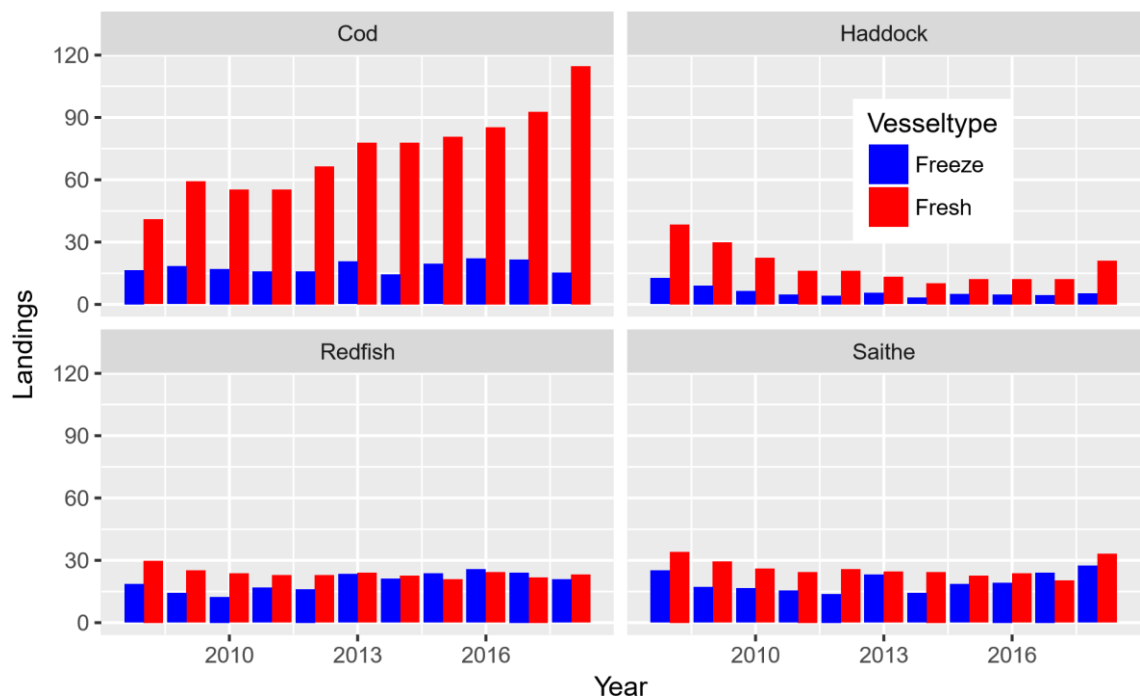 Cod
Haddock
120
90
60
30
0
Vesseltype
Freeze
Fresh
Landings
Redfish
Saithe
120
90
60
30
0
2010
2013
2016
2010
2013
2016
Year